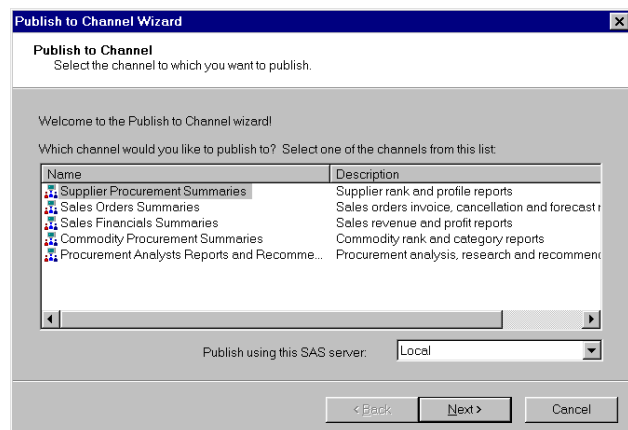 Publish to Channel Wizard
Publish to Channel
Select the channel to which you want to publish.
Welcome to the Publish to Channel wizard!
Which channel would you like to publish to? Select one of the channels from this list:
Name Description
Supplier Procurement Summaries Supplier rank and profile reports
Sales Orders Summaries Sales orders invoice, cancellation and forecast r
Sales Financials Summaries Sales revenue and profit reports
Commodity Procurement Summaries Commodity rank and category reports
Procurement Analysts Reports and Recomme... Procurement analysis, research and recommend
Publish using this SAS server: Local
< Back Next > Cancel